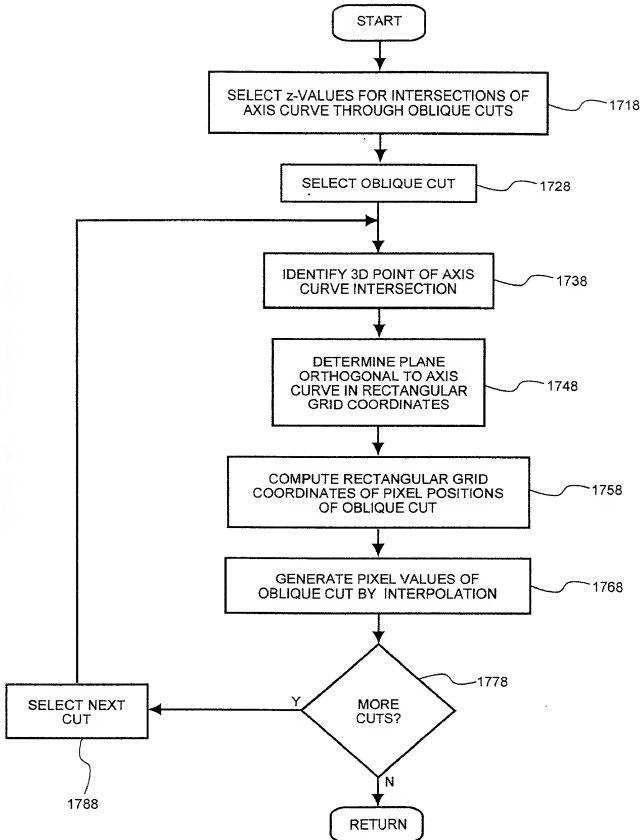 START
SELECT z-VALUES FOR INTERSECTIONS OF
AXIS CURVE THROUGH OBLIQUE CUTS
1718
SELECT OBLIQUE CUT
1728
IDENTIFY 3D POINT OF AXIS
CURVE INTERSECTION
1738
DETERMINE PLANE
ORTHOGONAL TO AXIS
CURVE IN RECTANGULAR
GRID COORDINATES
1748
COMPUTE RECTANGULAR GRID
COORDINATES OF PIXEL POSITIONS
OF OBLIQUE CUT
1758
GENERATE PIXEL VALUES OF
OBLIQUE CUT BY INTERPOLATION
1768
MORE
CUTS?
1778
Y
SELECT NEXT
CUT
1788
N
RETURN